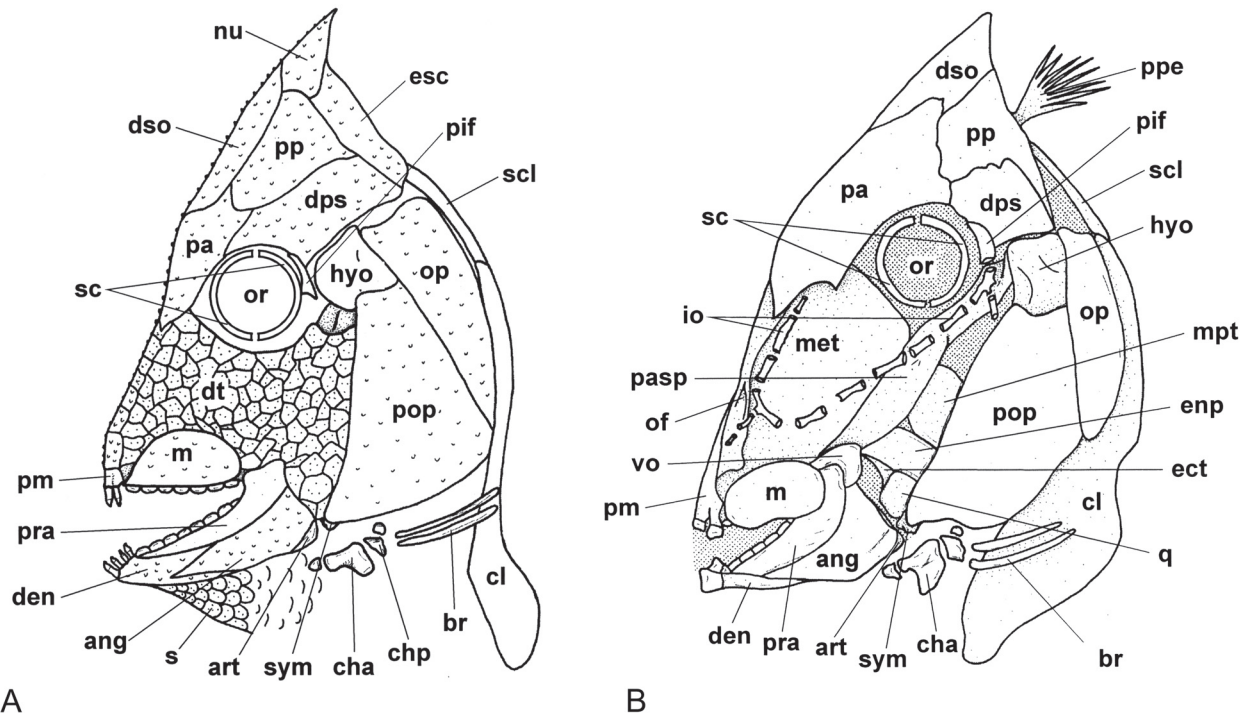 nu
esc
dso
pif
pp
scl
dps
pa
hyo
op
sc
or
dt
pop
m
pm
pra
den
ang
s
art
sym
cha
chp
br
cl
A
dso
ppe
pp
pif
scl
pa
dps
hyo
sc
or
op
io
met
mpt
pasp
pop
enp
of
vo
ect
m
cl
pm
ang
q
den
pra
art
sym
cha
br
B